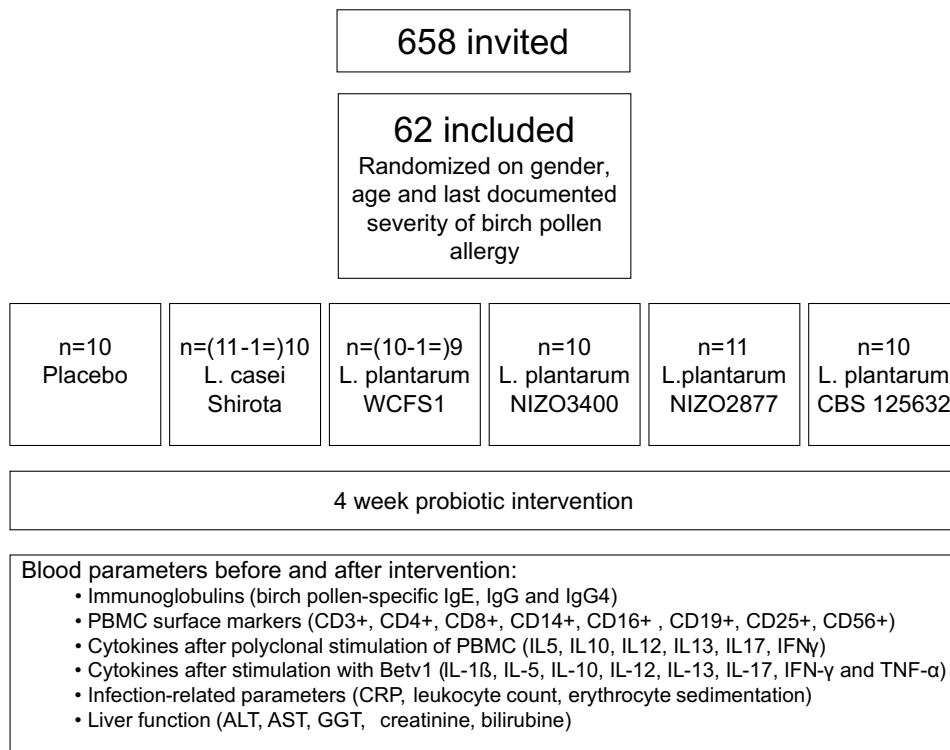 658 invited
62 included
Randomized on gender,
age and last documented
severity of birch pollen
allergy
n=10
Placebo
n=(11-1=)10
L. casei
Shirota
n=(10-1=)9
L. plantarum
WCFS1
n=10
L. plantarum
NIZO3400
n=11
L.plantarum
NIZO2877
n=10
L. plantarum
CBS 125632
4 week probiotic intervention
Blood parameters before and after intervention:
• Immunoglobulins (birch pollen-specific IgE, IgG and IgG4)
• PBMC surface markers (CD3+, CD4+, CD8+, CD14+, CD16+ , CD19+, CD25+, CD56+)
• Cytokines after polyclonal stimulation of PBMC (IL5, IL10, IL12, IL13, IL17, IFNγ)
• Cytokines after stimulation with Betv1 (IL-1ß, IL-5, IL-10, IL-12, IL-13, IL-17, IFN-γ and TNF-α)
• Infection-related parameters (CRP, leukocyte count, erythrocyte sedimentation)
• Liver function (ALT, AST, GGT, creatinine, bilirubine)